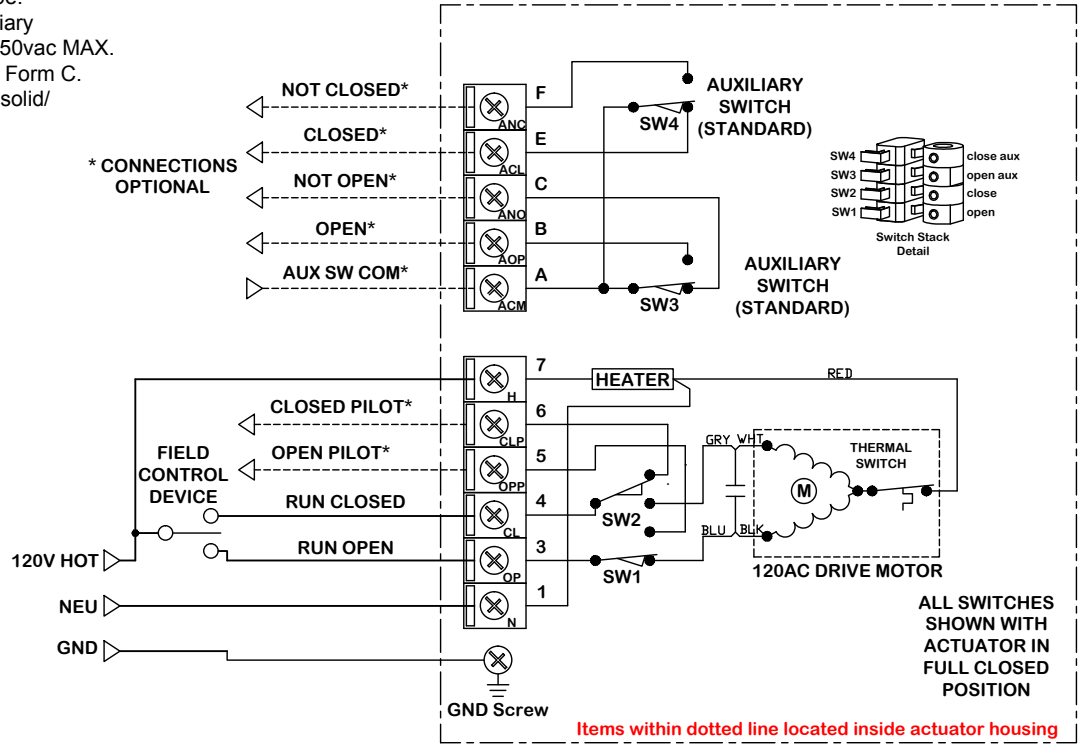 50vac MAX.
Form C.
solid/
NOT CLOSED*
CLOSED*
* CONNECTIONS
OPTIONAL
NOT OPEN*
OPEN*
AUX SW COM*
F
ANC
E
ACL
C
ANO
B
AOP
A
ACM
SW4
AUXILIARY
SWITCH
(STANDARD)
SW3
AUXILIARY
SWITCH
(STANDARD)
SW4
close aux
SW3
open aux
SW2
close
SW1
open
Switch Stack
Detail
7
H
HEATER
RED
CLOSED PILOT*
6
CLP
OPEN PILOT*
5
OPP
FIELD
CONTROL
DEVICE
RUN CLOSED
4
CL
SW2
RUN OPEN
3
OP
SW1
GRY
WHT
BLU
BLK
THERMAL
SWITCH
M
120AC DRIVE MOTOR
120V HOT
NEU
1
N
GND
GND Screw
ALL SWITCHES
SHOWN WITH
ACTUATOR IN
FULL CLOSED
POSITION
Items within dotted line located inside actuator housing